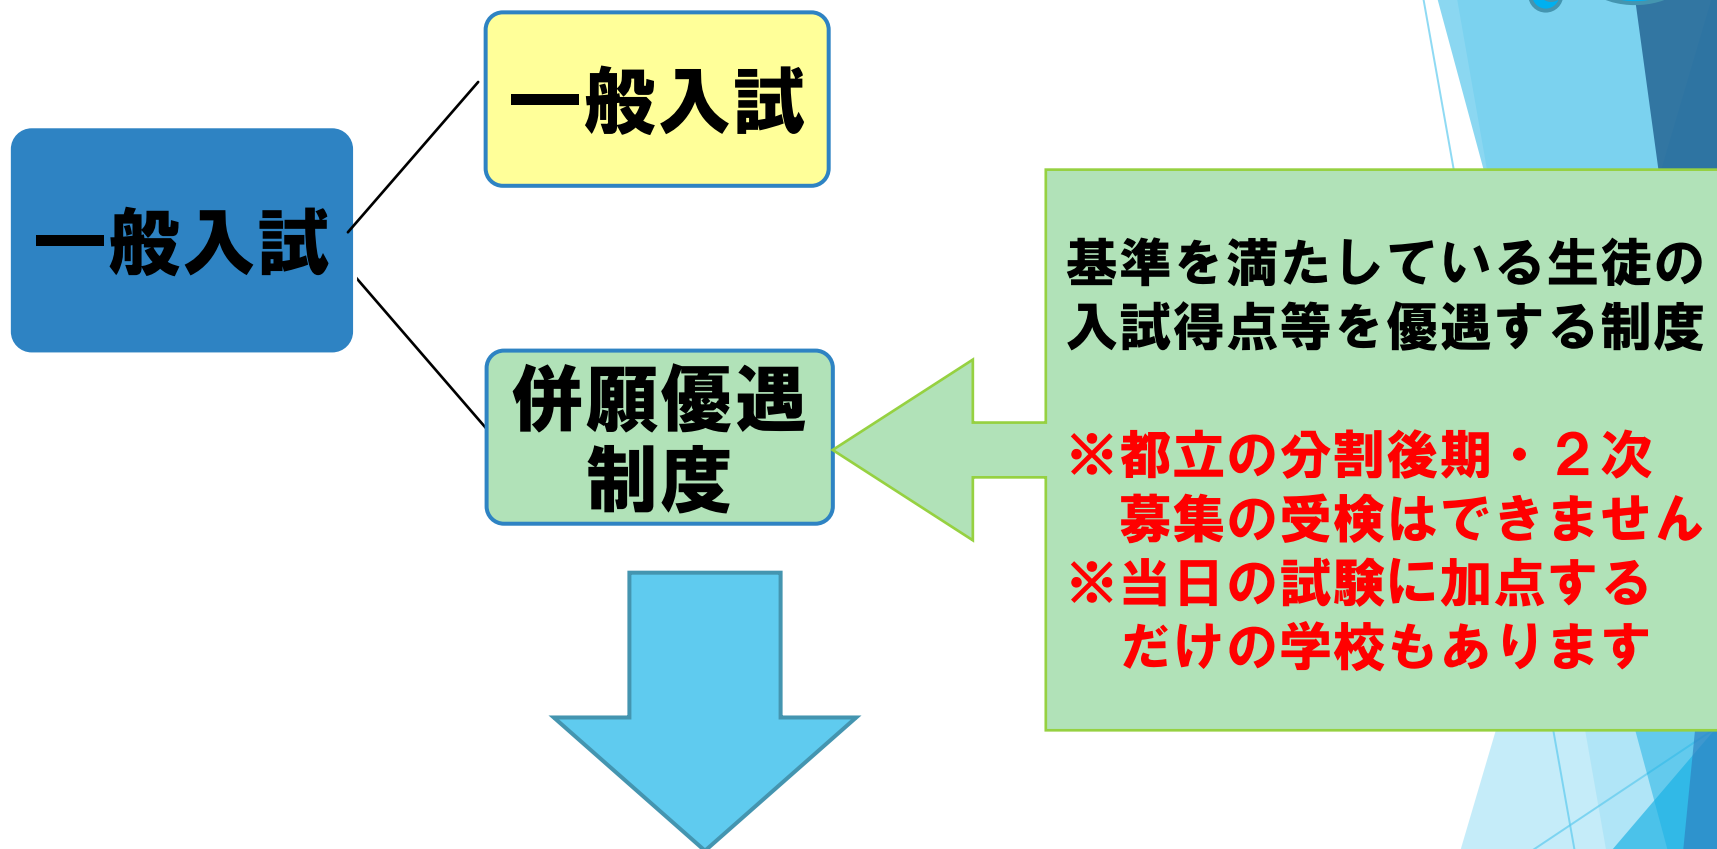 一般入試
一般入試
併願優遇
制度
基準を満たしている生徒の
入試得点等を優遇する制度
※都立の分割後期・２次
募集の受検はできません
※当日の試験に加点する
だけの学校もあります